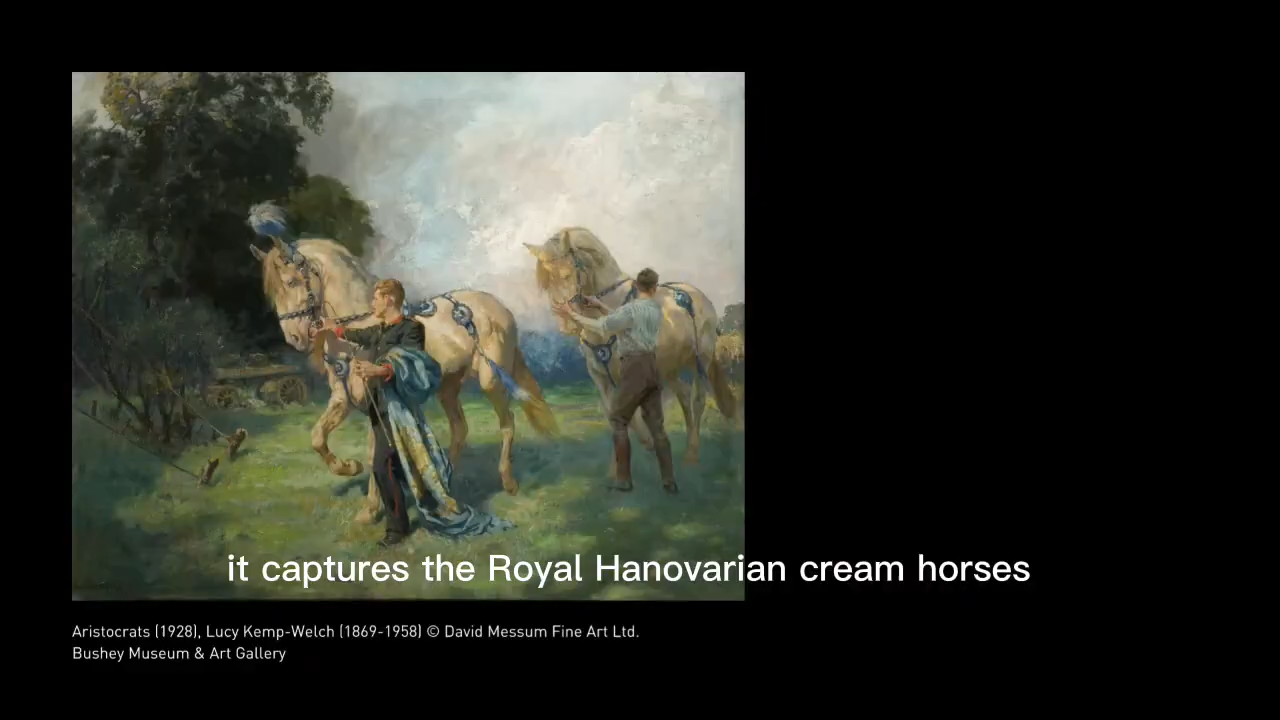 it captures the Royal Hanovarian cream horses
Aristocrats (1928), Lucy Kemp-Welch (1869-1958) © David Messum Fine Art Ltd.
Bushey Museum & Art Gallery